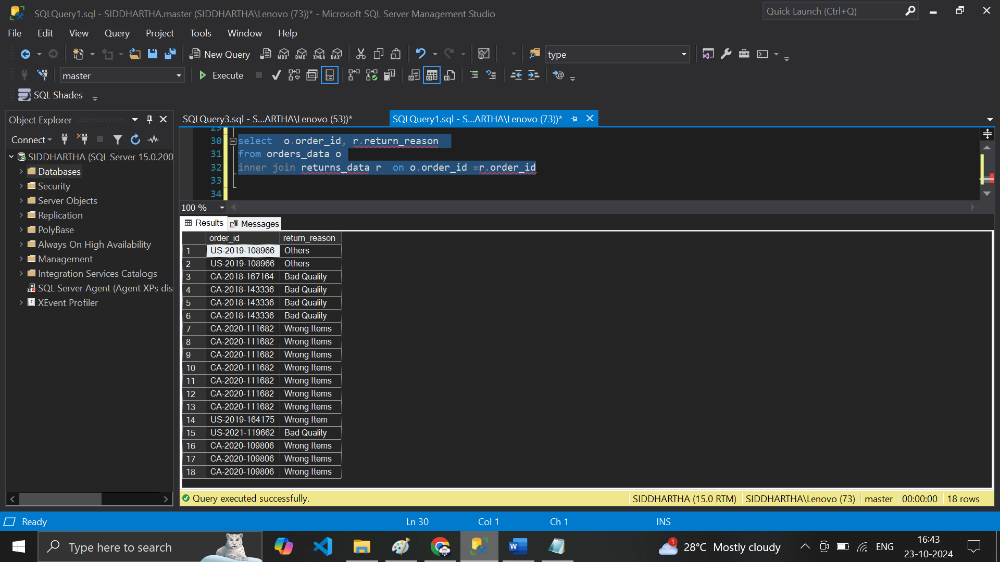 SQLQuery1.sql - SIDDHARTHA.master (SIDDHARTHA\Lenovo (73))* - Microsoft SQL Server Management Studio
Quick Launch (Ctrl+Q)
File Edit View Query Project Tools Window Help
New Query MDX DMX XMLA DAX type
master Execute
SQL Shades
Object Explorer
Connect
SIDDHARTHA (SQL Server 15.0.200
Databases
Security
Server Objects
Replication
PolyBase
Always On High Availability
Management
Integration Services Catalogs
SQL Server Agent (Agent XPs dis
XEvent Profiler
SQLQuery3.sql - S...ARTHA\Lenovo (53))* SQLQuery1.sql - S...ARTHA\Lenovo (73))*
29
30 select  o.order_id, r.return_reason
31 from orders_data o
32 inner join returns_data r  on o.order_id =r.order_id
33
34
100 %
Results Messages
order_id return_reason
1 US-2019-108966 Others
2 US-2019-108966 Others
3 CA-2018-167164 Bad Quality
4 CA-2018-143336 Bad Quality
5 CA-2018-143336 Bad Quality
6 CA-2018-143336 Bad Quality
7 CA-2020-111682 Wrong Items
8 CA-2020-111682 Wrong Items
9 CA-2020-111682 Wrong Items
10 CA-2020-111682 Wrong Items
11 CA-2020-111682 Wrong Items
12 CA-2020-111682 Wrong Items
13 CA-2020-111682 Wrong Items
14 US-2019-164175 Wrong Item
15 US-2021-119662 Bad Quality
16 CA-2020-109806 Wrong Items
17 CA-2020-109806 Wrong Items
18 CA-2020-109806 Wrong Items
Query executed successfully. SIDDHARTHA (15.0 RTM) SIDDHARTHA\Lenovo (73) master 00:00:00 18 rows
Ready Ln 30 Col 1 Ch 1 INS
Type here to search 1 28°C Mostly cloudy ENG 16:43
23-10-2024